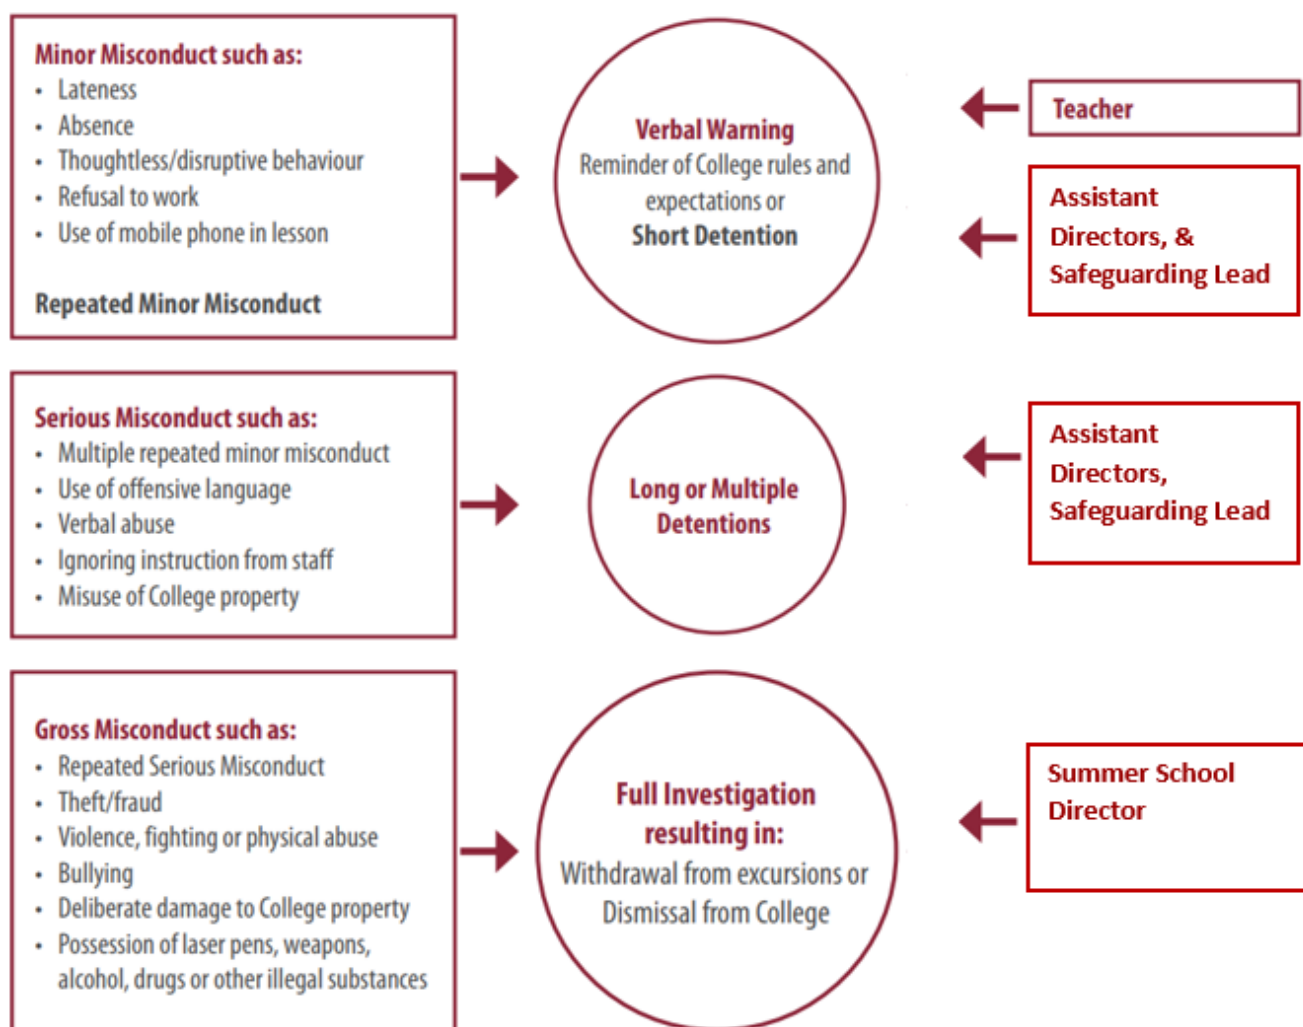 Minor Misconduct such as:
• Lateness
• Absence
• Thoughtless/disruptive behaviour
• Refusal to work
• Use of mobile phone in lesson
Repeated Minor Misconduct
Verbal Warning
Reminder of College rules and
expectations or
Short Detention
Teacher
Assistant
Directors, &
Safeguarding Lead
Serious Misconduct such as:
• Multiple repeated minor misconduct
• Use of offensive language
• Verbal abuse
• Ignoring instruction from staff
• Misuse of College property
Long or Multiple
Detentions
Assistant
Directors,
Safeguarding Lead
Gross Misconduct such as:
• Repeated Serious Misconduct
• Theft/fraud
• Violence, fighting or physical abuse
• Bullying
• Deliberate damage to College property
• Possession of laser pens, weapons,
alcohol, drugs or other illegal substances
Full Investigation
resulting in:
Withdrawal from excursions or
Dismissal from College
Summer School
Director